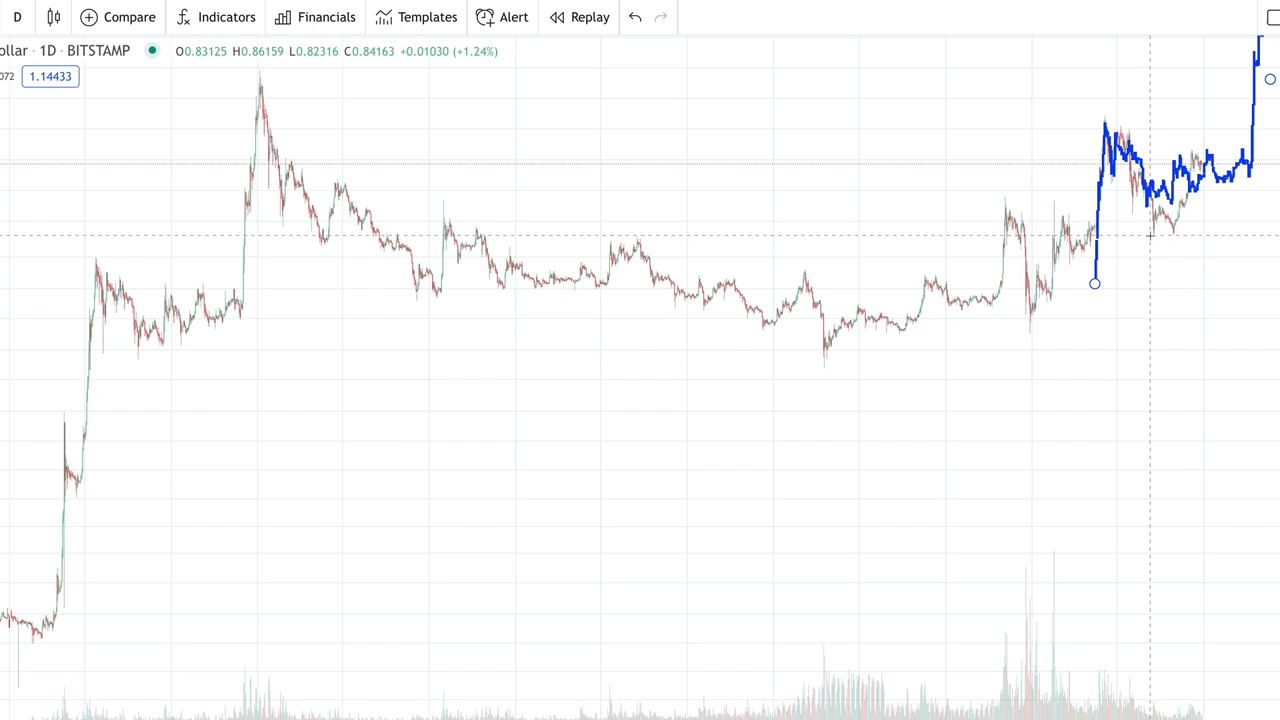 D Compare Indicators Financials Templates Alert Replay
ollar · 1D · BITSTAMP O0.83125 H0.86159 L0.82316 C0.84163 +0.01030 (+1.24%)
072 1.14433